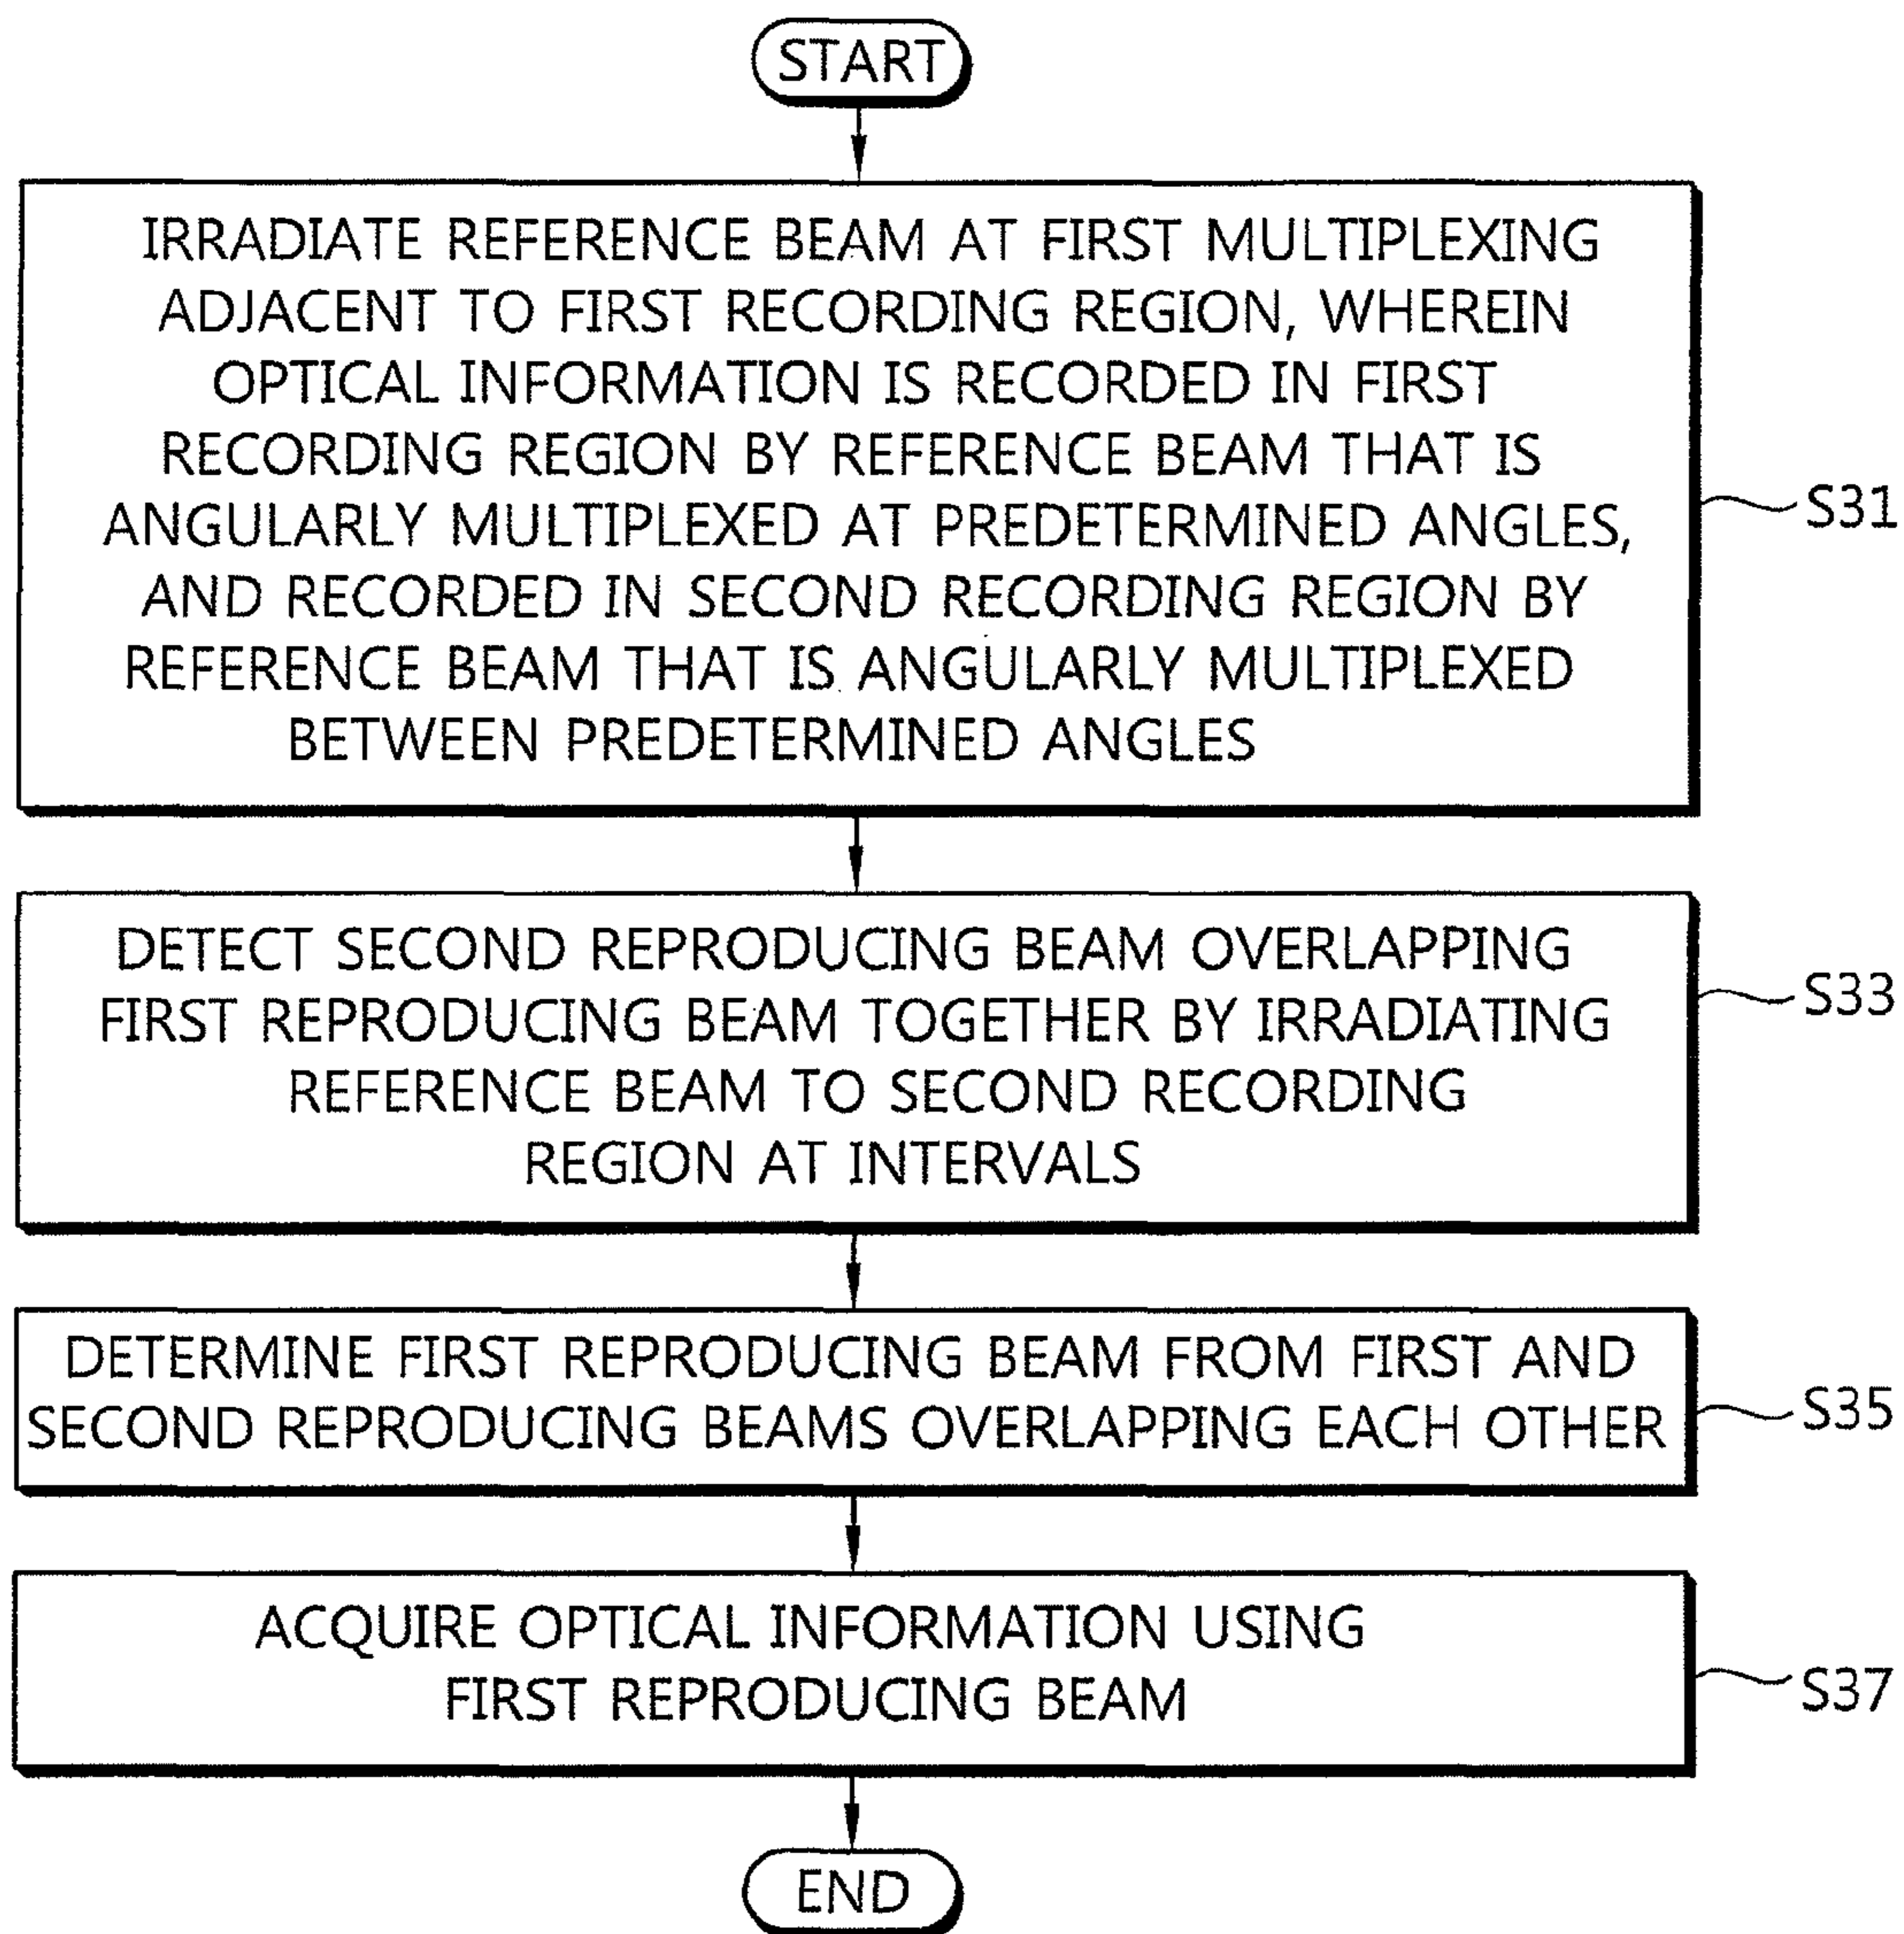 START
IRRADIATE REFERENCE BEAM AT FIRST MULTIPLEXING
ADJACENT TO FIRST RECORDING REGION, WHEREIN
OPTICAL INFORMATION IS RECORDED IN FIRST
RECORDING REGION BY REFERENCE BEAM THAT IS
ANGULARLY MULTIPLEXED AT PREDETERMINED ANGLES,
AND RECORDED IN SECOND RECORDING REGION BY
REFERENCE BEAM THAT IS ANGULARLY MULTIPLEXED
BETWEEN PREDETERMINED ANGLES
S31
DETECT SECOND REPRODUCING BEAM OVERLAPPING
FIRST REPRODUCING BEAM TOGETHER BY IRRADIATING
REFERENCE BEAM TO SECOND RECORDING
REGION AT INTERVALS
S33
DETERMINE FIRST REPRODUCING BEAM FROM FIRST AND
SECOND REPRODUCING BEAMS OVERLAPPING EACH OTHER
S35
ACQUIRE OPTICAL INFORMATION USING
FIRST REPRODUCING BEAM
S37
END